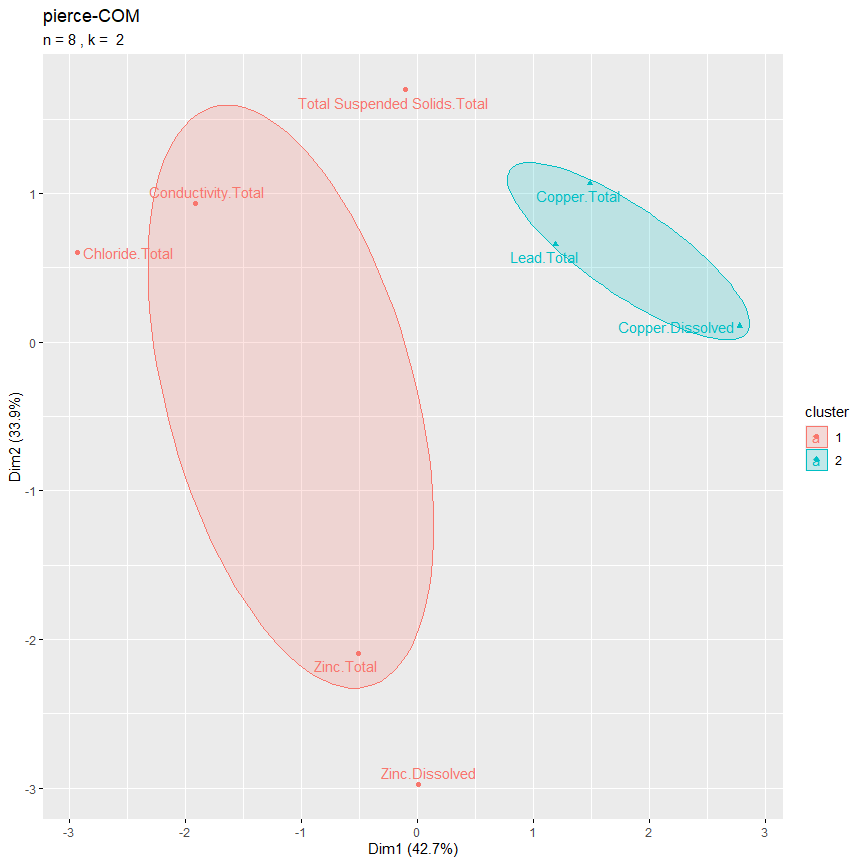 pierce-COM
n = 8 , k =  2
Total Suspended Solids.Total
Conductivity.Total
Copper.Total
Chloride.Total
Lead.Total
Copper.Dissolved
Zinc.Total
Zinc.Dissolved
1
0
-1
-2
-3
Dim2 (33.9%)
-3
-2
-1
0
1
2
3
Dim1 (42.7%)
cluster
a 1
a 2